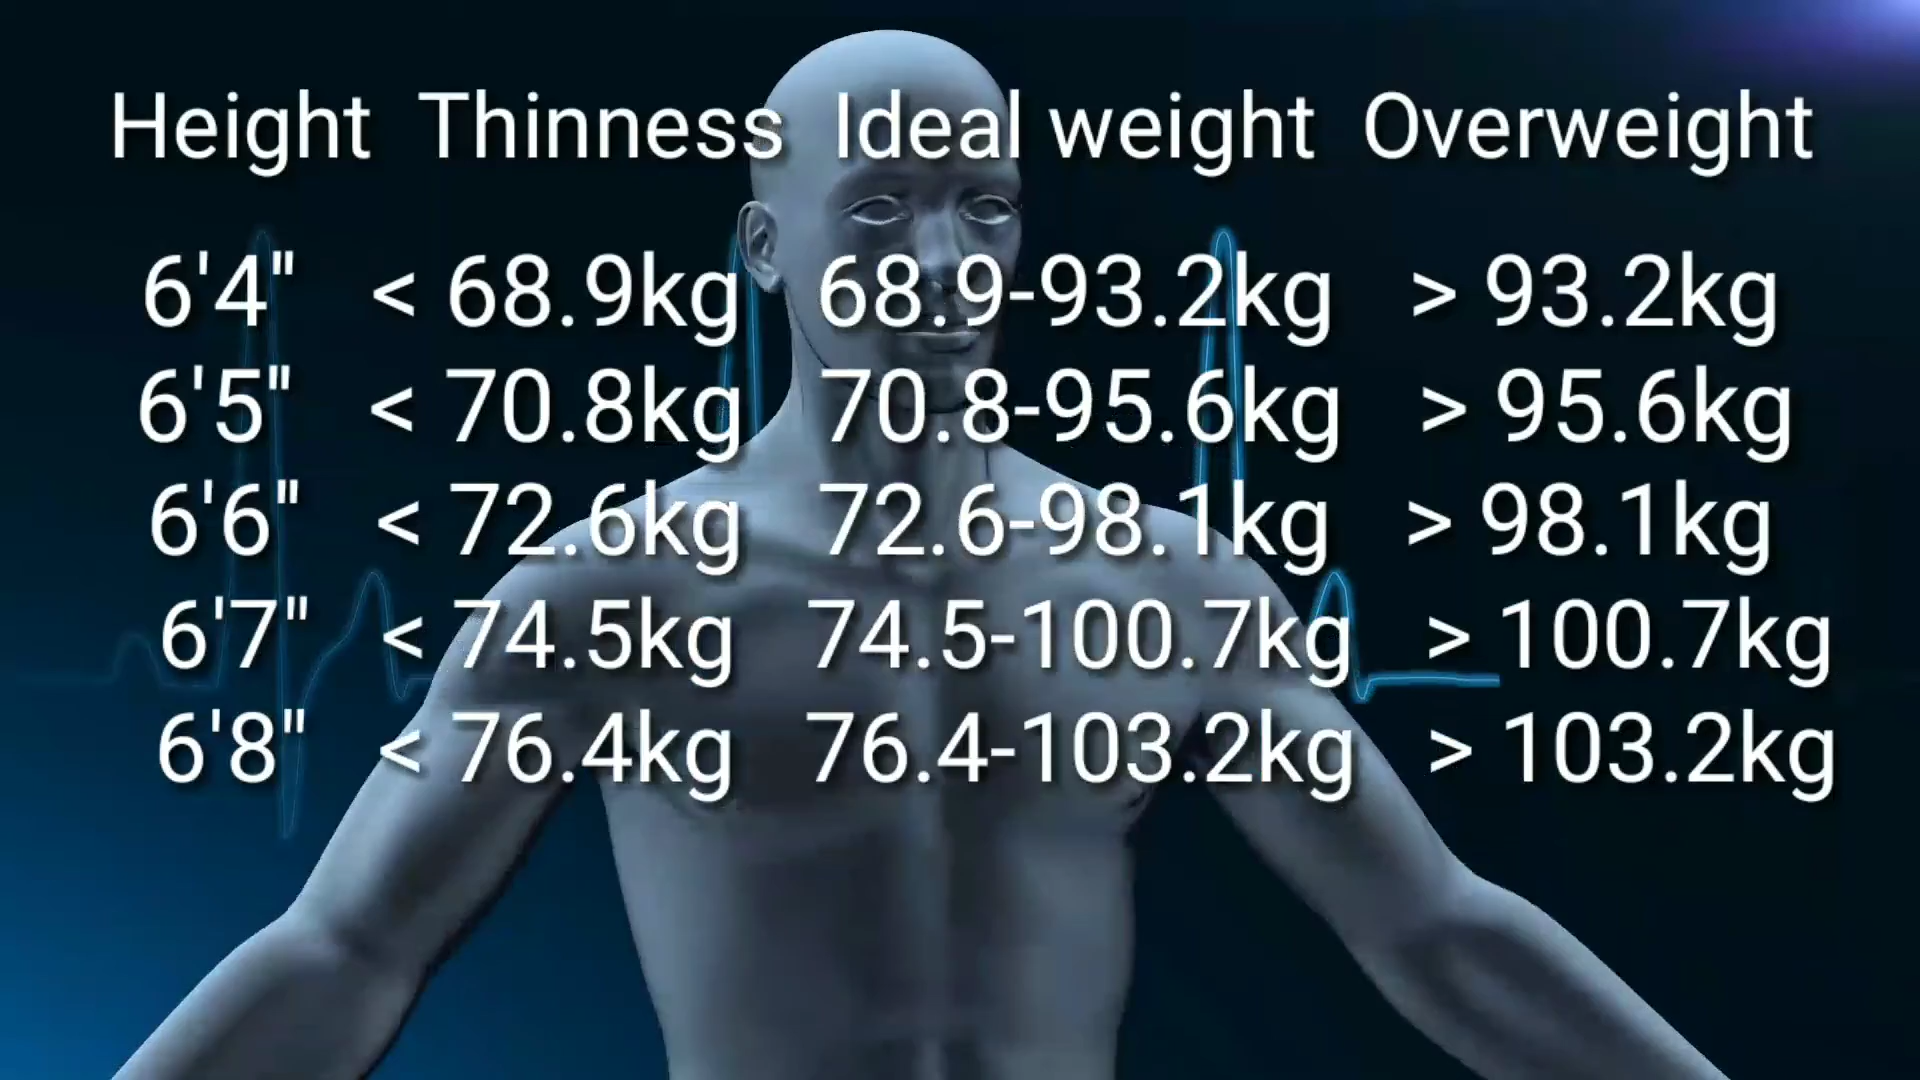 Height Thinness Ideal weight Overweight
6'4" < 68.9kg 68.9-93.2kg > 93.2kg
6'5" < 70.8kg 70.8-95.6kg > 95.6kg
6'6" < 72.6kg 72.6-98.1kg > 98.1kg
6'7" < 74.5kg 74.5-100.7kg > 100.7kg
6'8" < 76.4kg 76.4-103.2kg > 103.2kg